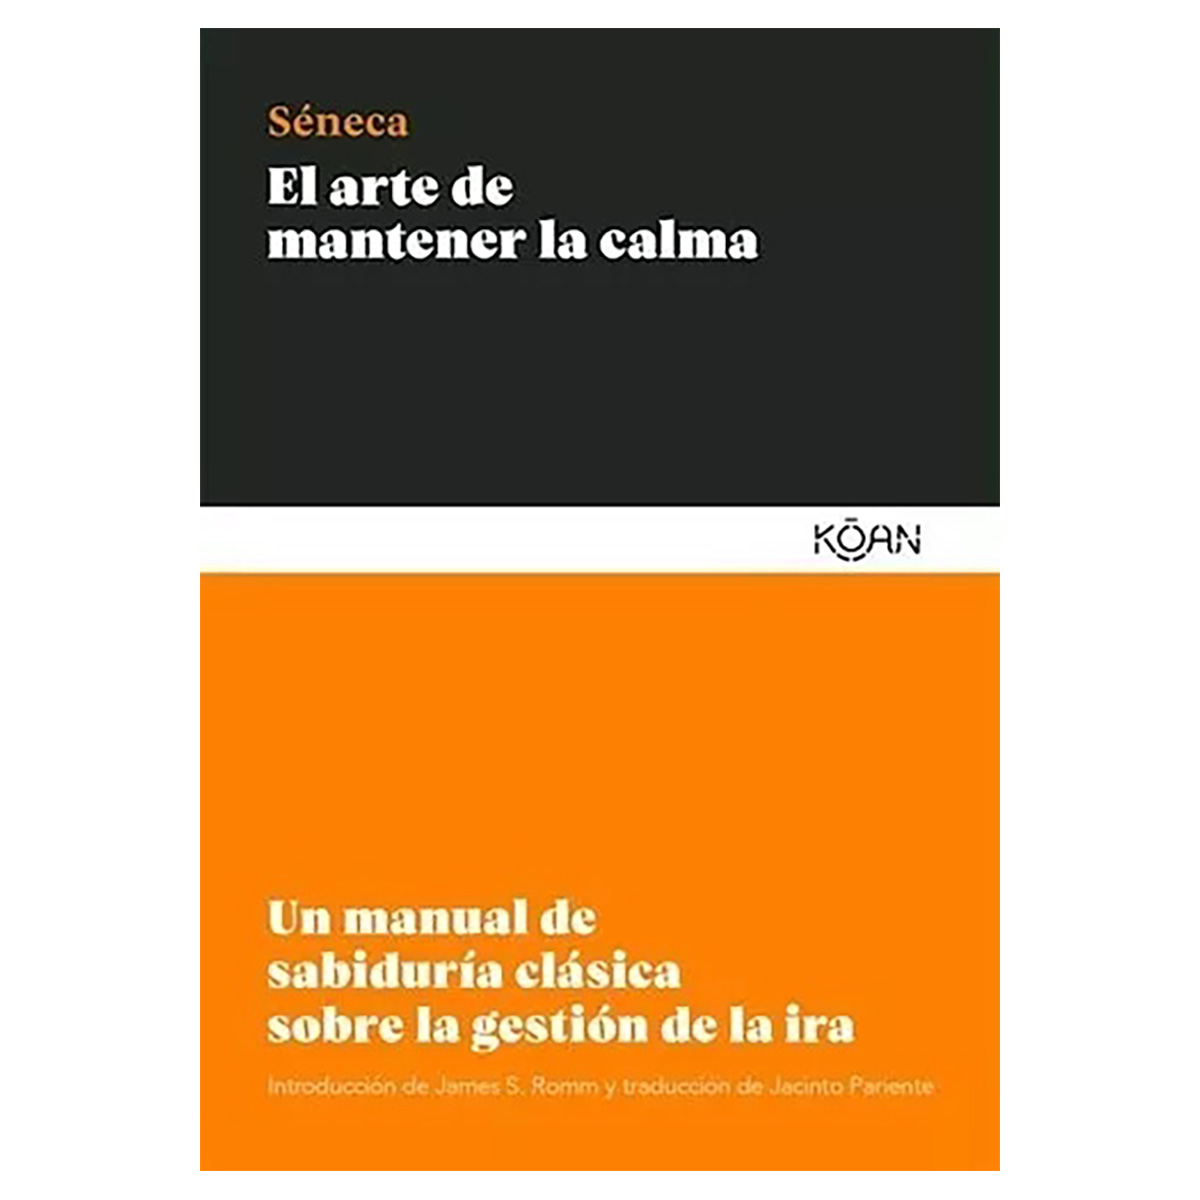 Séneca
El arte de
mantener la calma
KŌAN
Un manual de
sabiduría clásica
sobre la gestión de la ira
Introducción de James S. Romm y traducción de Jacinto Pariente